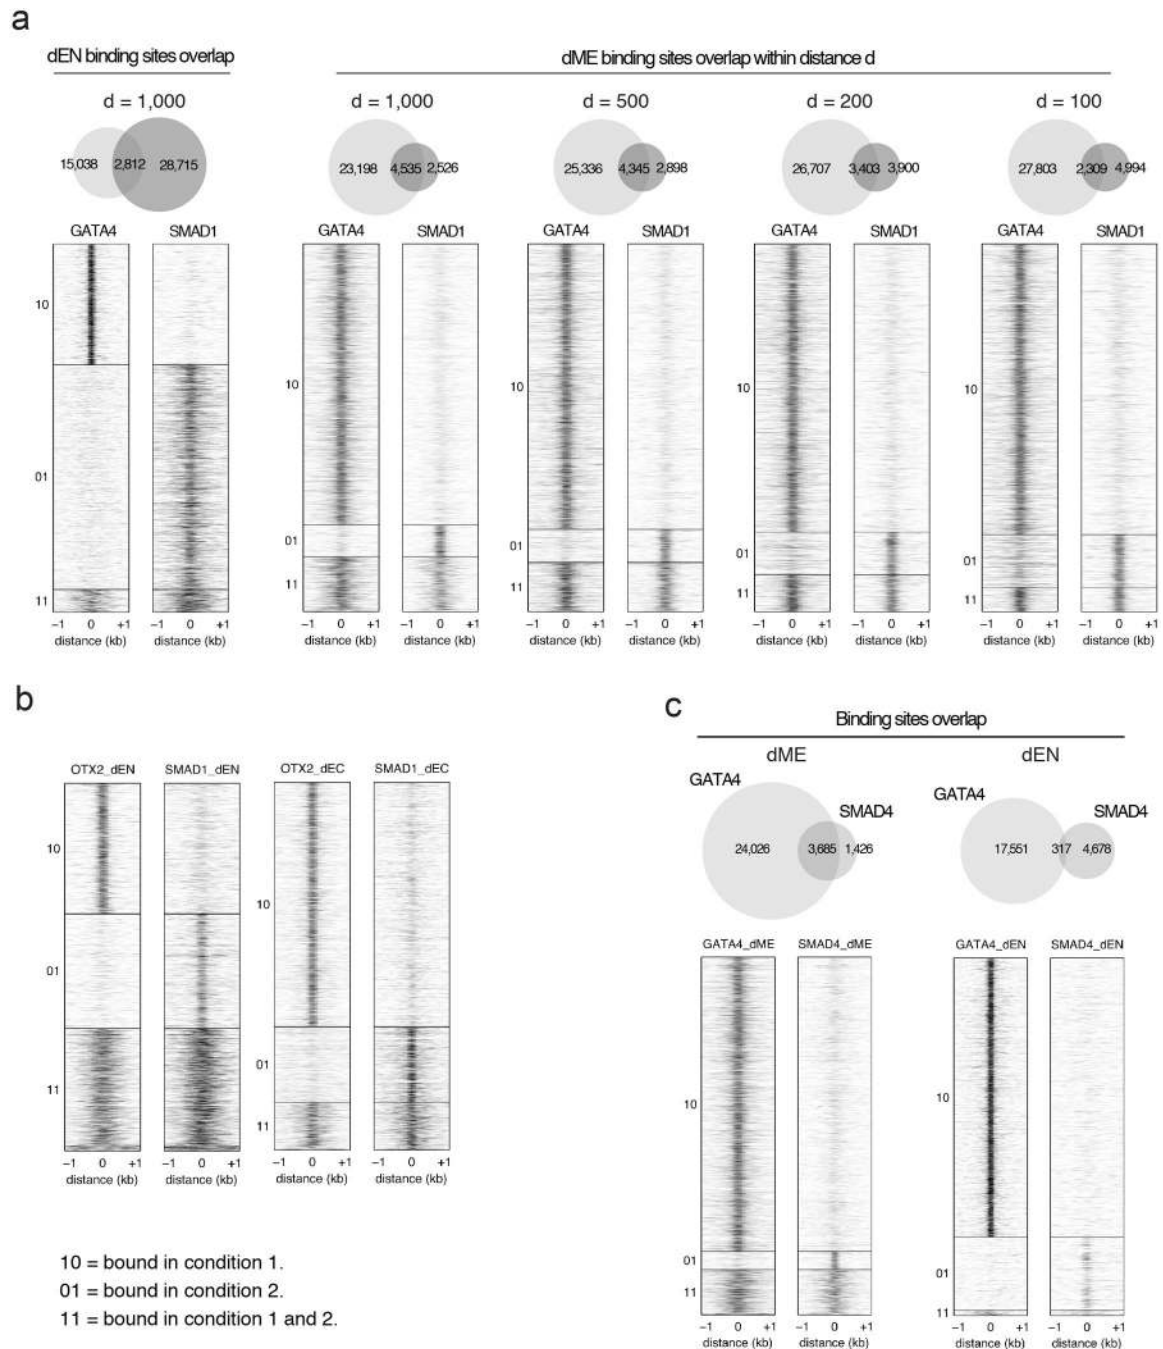 a
dEN binding sites overlap
dME binding sites overlap within distance d
d = 1,000
d = 1,000
d = 500
d = 200
d = 100
15,038 2,812 28,715
23,198 4,535 2,526
25,336 4,345 2,898
26,707 3,403 3,900
27,803 2,309 4,994
GATA4 SMAD1
GATA4 SMAD1
GATA4 SMAD1
GATA4 SMAD1
GATA4 SMAD1
10
01
11
10
01
11
10
01
11
10
01
11
10
01
11
−1 0 +1 −1 0 +1
distance (kb) distance (kb)
−1 0 +1 −1 0 +1
distance (kb) distance (kb)
−1 0 +1 −1 0 +1
distance (kb) distance (kb)
−1 0 +1 −1 0 +1
distance (kb) distance (kb)
−1 0 +1 −1 0 +1
distance (kb) distance (kb)
b
OTX2_dEN SMAD1_dEN
OTX2_dEC SMAD1_dEC
10
01
11
10
01
11
−1 0 +1 −1 0 +1
distance (kb) distance (kb)
−1 0 +1 −1 0 +1
distance (kb) distance (kb)
10 = bound in condition 1.
01 = bound in condition 2.
11 = bound in condition 1 and 2.
c
Binding sites overlap
dME
dEN
GATA4
SMAD4
24,026 3,685 1,426
GATA4
SMAD4
17,551 317 4,678
GATA4_dME SMAD4_dME
GATA4_dEN SMAD4_dEN
10
01
11
10
01
11
−1 0 +1 −1 0 +1
distance (kb) distance (kb)
−1 0 +1 −1 0 +1
distance (kb) distance (kb)